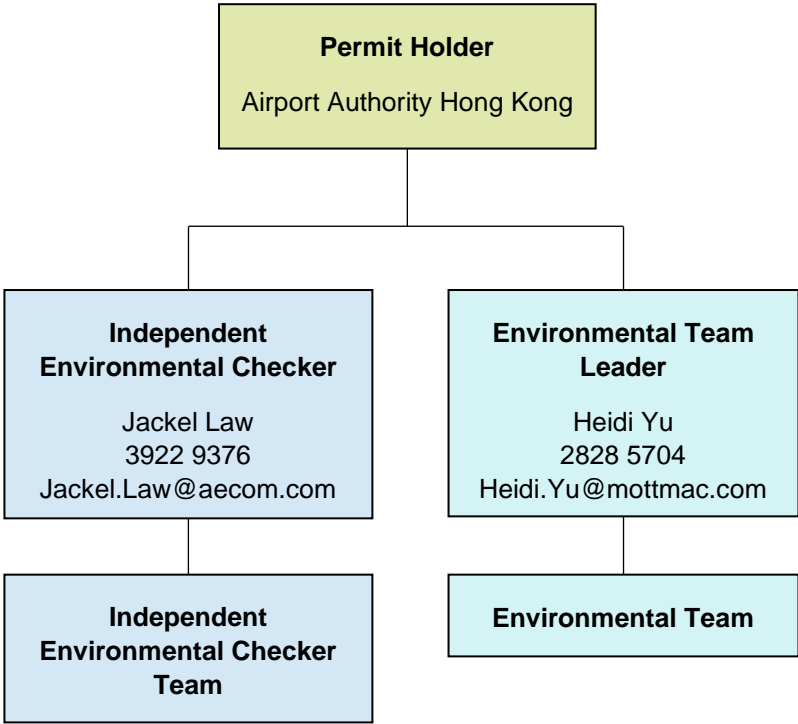 Permit Holder
Airport Authority Hong Kong
Independent
Environmental Checker
Jackel Law
3922 9376
Jackel.Law@aecom.com
Environmental Team
Leader
Heidi Yu
2828 5704
Heidi.Yu@mottmac.com
Independent
Environmental Checker
Team
Environmental Team